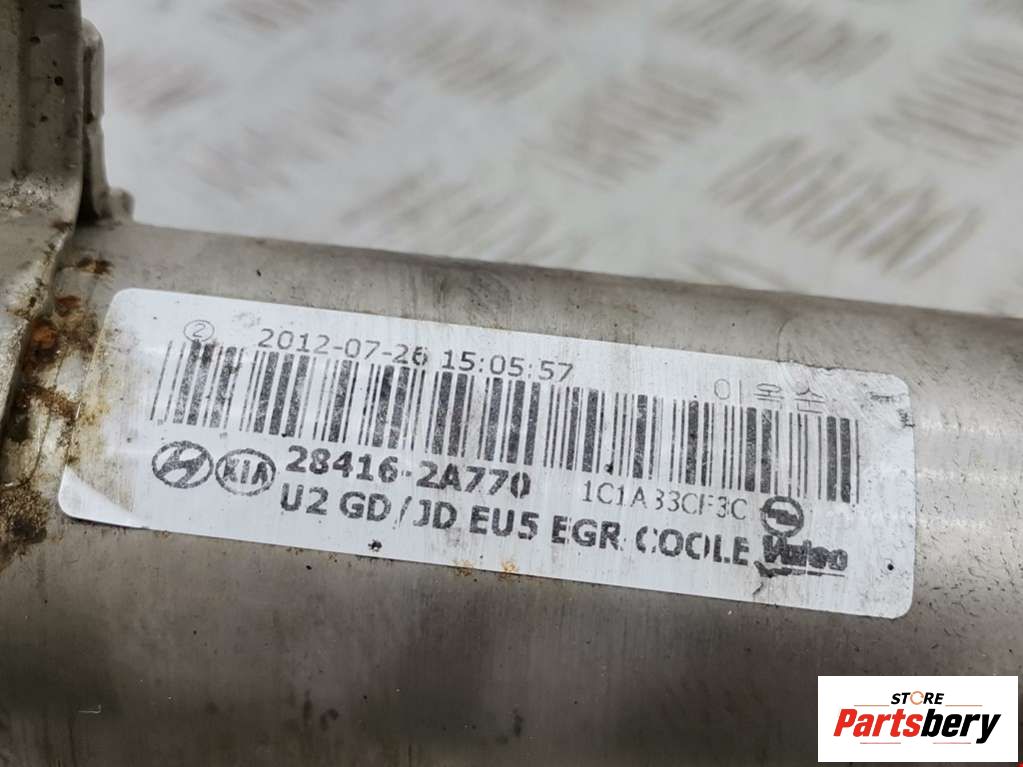 ② 2012-07-26 15:05:57
이옥순
KIA 28416-2A770 1C1A33CF3C
U2 GD/JD EU5 EGR COOLE Valeo
STORE
Partsbery